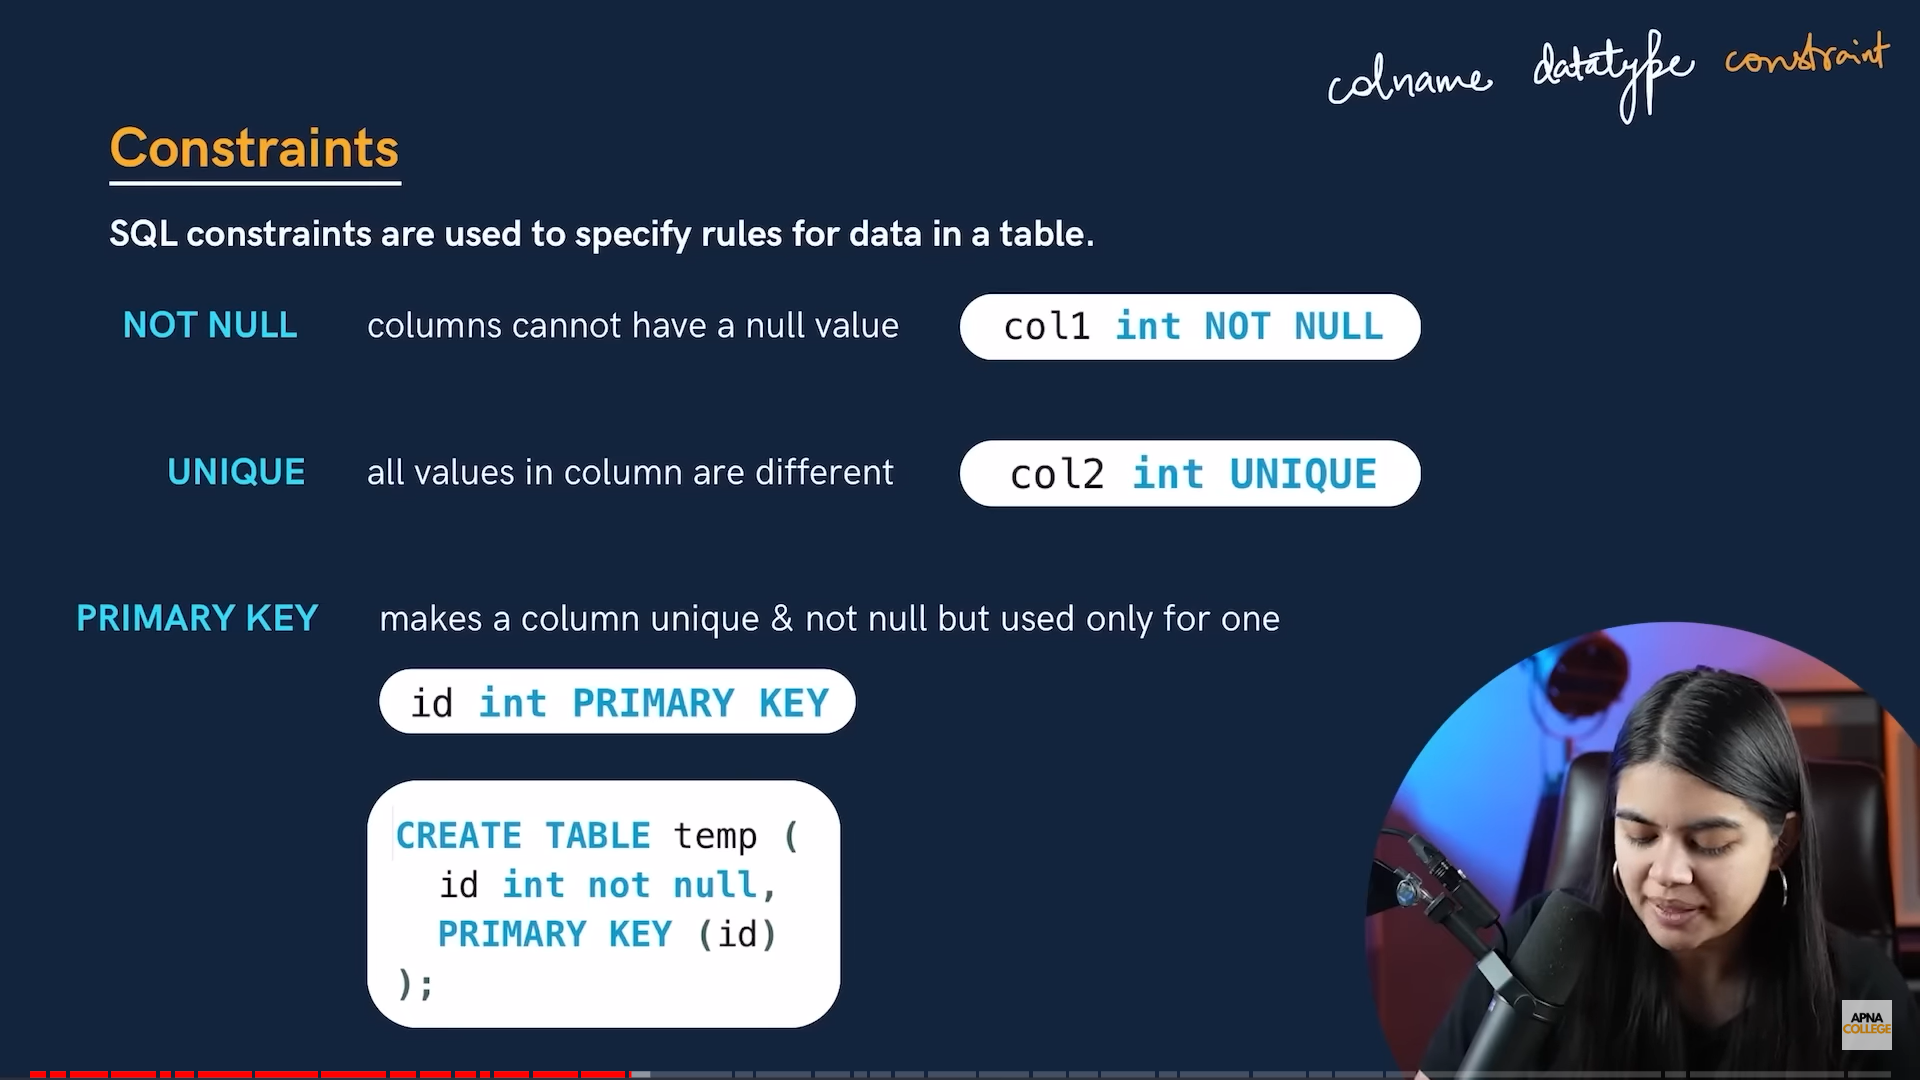 colname datatype constraint
Constraints
SQL constraints are used to specify rules for data in a table.
NOT NULL columns cannot have a null value col1 int NOT NULL
UNIQUE all values in column are different col2 int UNIQUE
PRIMARY KEY makes a column unique & not null but used only for one
id int PRIMARY KEY
CREATE TABLE temp (
id int not null,
PRIMARY KEY (id)
);
APNA
COLLEGE